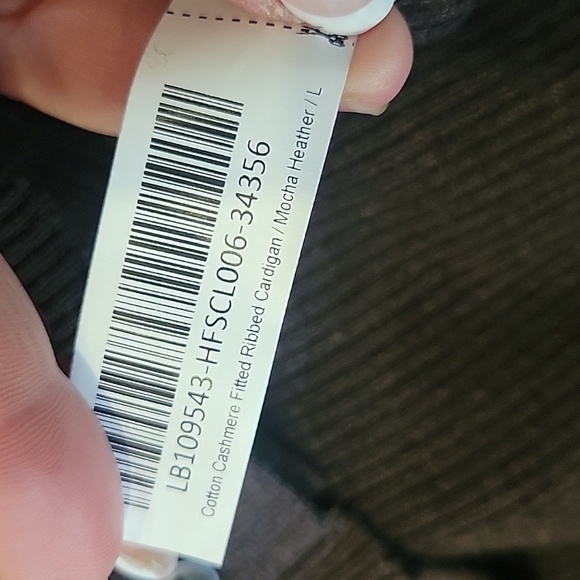 LB109543-HFSCL006-34356
Cotton Cashmere Fitted Ribbed Cardigan / Mocha Heather / L